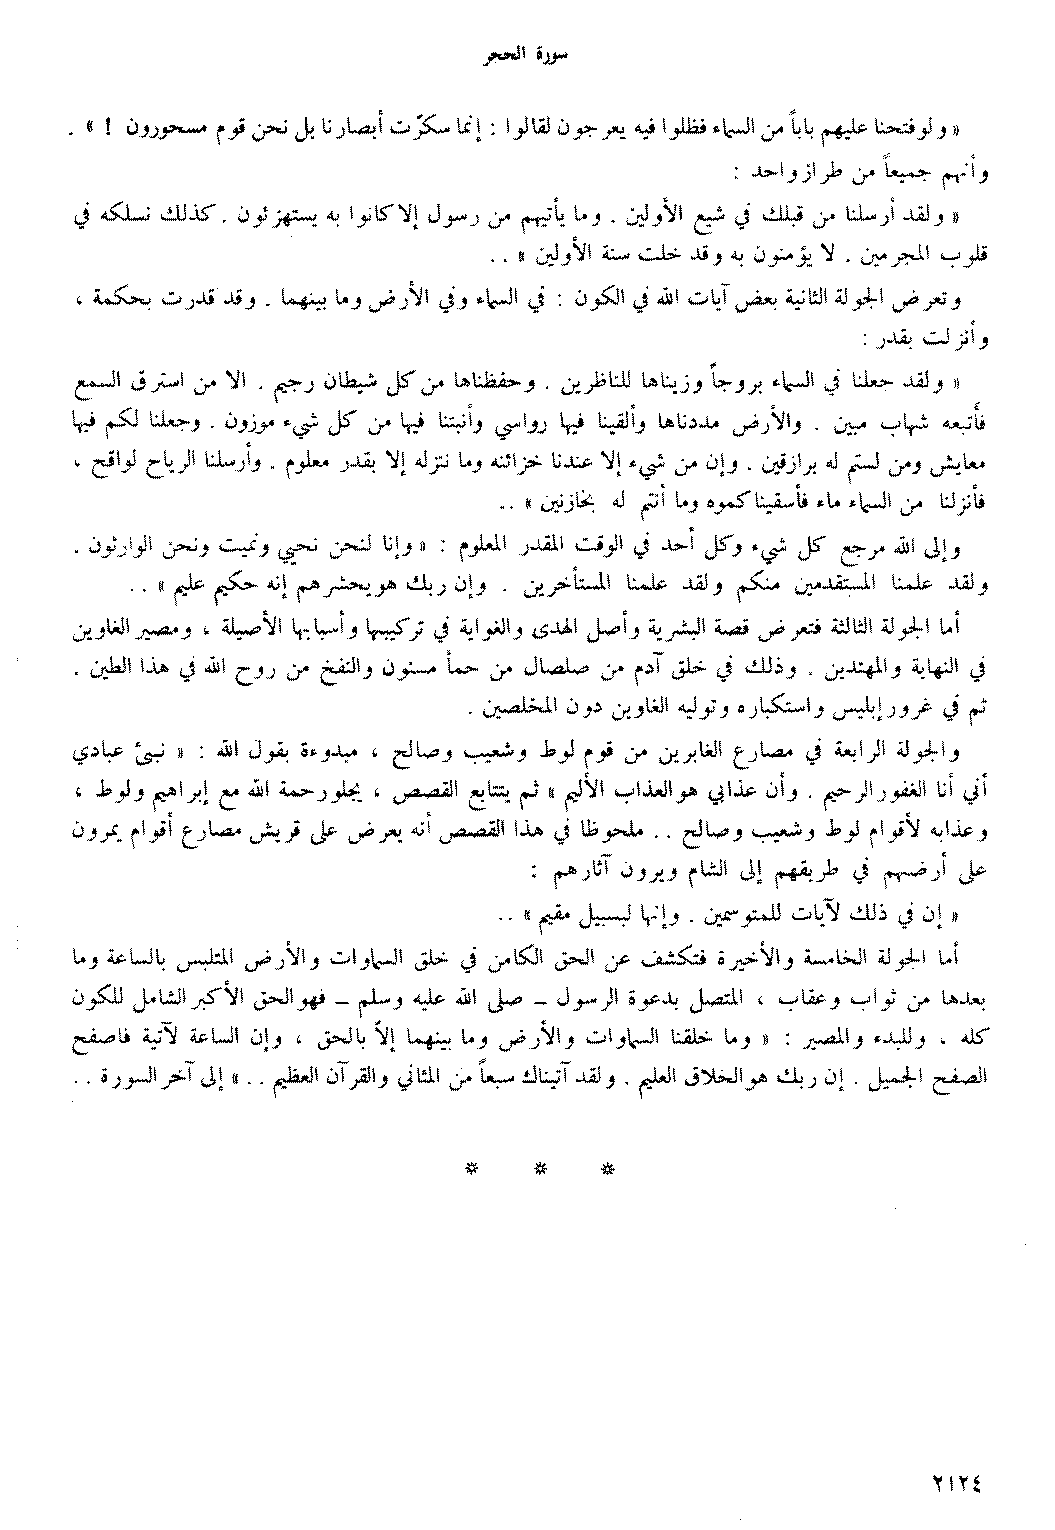 سورة الحجر
« ولو فتحنا عليهم باباً من السماء فظلوا فيه يعرجون لقالوا : إنما سكرّت أبصارنا بل نحن قوم مسحورون ! » .
وأنهم جميعاً من طراز واحد :
« ولقد أرسلنا من قبلك في شيع الأولين . وما يأتيهم من رسول إلا كانوا به يستهزئون . كذلك نسلكه في
قلوب المجرمين . لا يؤمنون به وقد خلت سنة الأولين » . .
وتعرض الجولة الثانية بعض آيات الله في الكون : في السماء وفي الأرض وما بينهما . وقد قدرت بحكمة ،
وأنزلت بقدر :
« ولقد جعلنا في السماء بروجاً وزيناها للناظرين . وحفظناها من كل شيطان رجيم . الا من استرق السمع
فأتبعه شهاب مبين . والأرض مددناها وألقينا فيها رواسي وأنبتنا فيها من كل شيء موزون . وجعلنا لكم فيها
معايش ومن لستم له برازقين . وإن من شيء إلا عندنا خزائنه وما ننزله إلا بقدر معلوم . وأرسلنا الرياح لواقح ،
فأنزلنا من السماء ماء فأسقيناكموه وما أنتم له بخازنين » . .
وإلى الله مرجع كل شيء وكل أحد في الوقت المقدر المعلوم : « وإنا لنحن نحيي ونميت ونحن الوارثون .
ولقد علمنا المستقدمين منكم ولقد علمنا المستأخرين . وإن ربك هو يحشرهم إنه حكيم عليم » . .
أما الجولة الثالثة فتعرض قصة البشرية وأصل الهدى والغواية في تركيبها وأسبابها الأصيلة ، ومصير الغاوين
في النهاية والمهتدين . وذلك في خلق آدم من صلصال من حمأ مسنون والنفخ من روح الله في هذا الطين .
ثم في غرور إبليس واستكباره وتوليه الغاوين دون المخلصين .
والجولة الرابعة في مصارع الغابرين من قوم لوط وشعيب وصالح ، مبدوءة بقول الله : « نبئ عبادي
أني أنا الغفور الرحيم . وأن عذابي هو العذاب الأليم » ثم يتتابع القصص ، يجلو رحمة الله مع إبراهيم ولوط ،
وعذابه لأقوام لوط وشعيب وصالح . . ملحوظا في هذا القصص أنه يعرض على قريش مصارع أقوام يمرون
على أرضهم في طريقهم إلى الشام ويرون آثارهم :
« إن في ذلك لآيات للمتوسمين . وإنها لبسبيل مقيم » . .
أما الجولة الخامسة والأخيرة فتكشف عن الحق الكامن في خلق السماوات والأرض المتلبس بالساعة وما
بعدها من ثواب وعقاب ، المتصل بدعوة الرسول – صلى الله عليه وسلم – فهو الحق الأكبر الشامل للكون
كله ، وللبدء والمصير : « وما خلقنا السماوات والأرض وما بينهما إلاّ بالحق ، وإن الساعة لآتية فاصفح
الصفح الجميل . إن ربك هو الخلاق العليم . ولقد آتيناك سبعاً من المثاني والقرآن العظيم . . » إلى آخر السورة . .
* * *
٢١٢٤